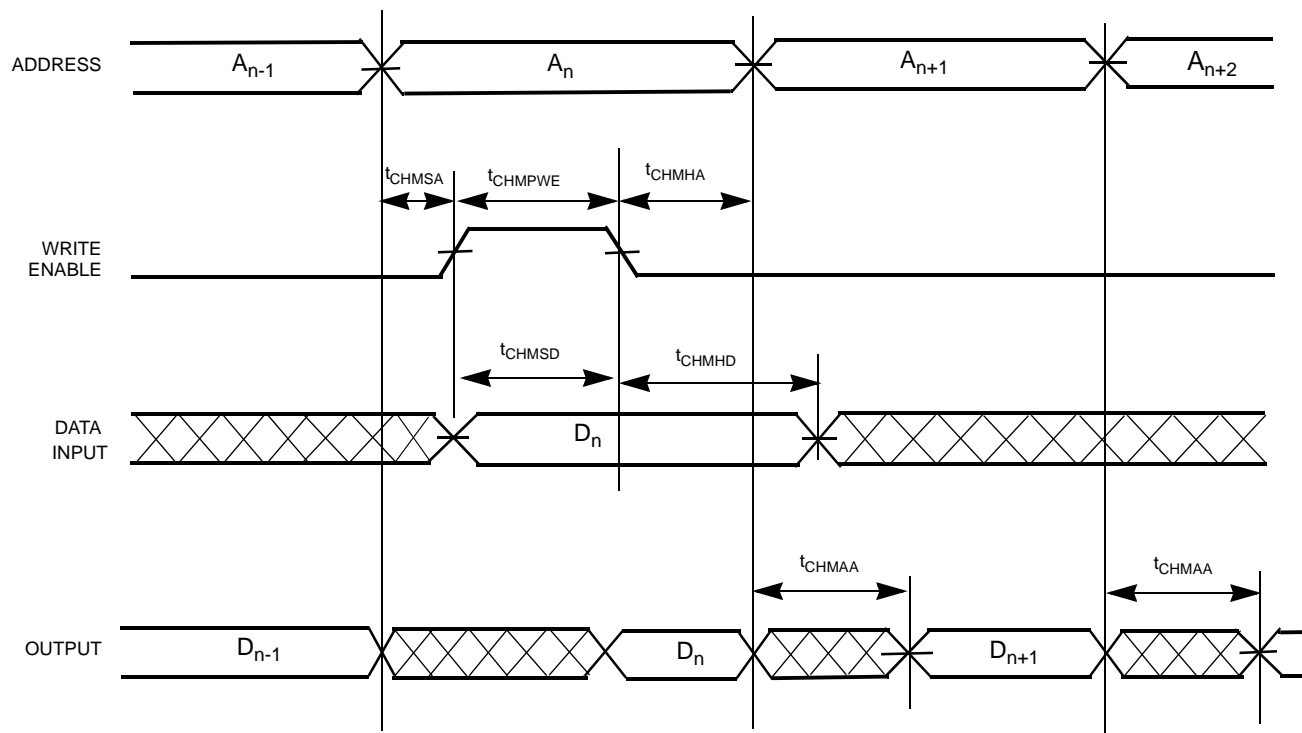 ADDRESS
Aₙ₋₁
Aₙ
Aₙ₊₁
Aₙ₊₂
tCHMSA
tCHMPWE
tCHMHA
WRITE
ENABLE
tCHMSD
tCHMHD
DATA
INPUT
Dₙ
tCHMAA
tCHMAA
OUTPUT
Dₙ₋₁
Dₙ
Dₙ₊₁